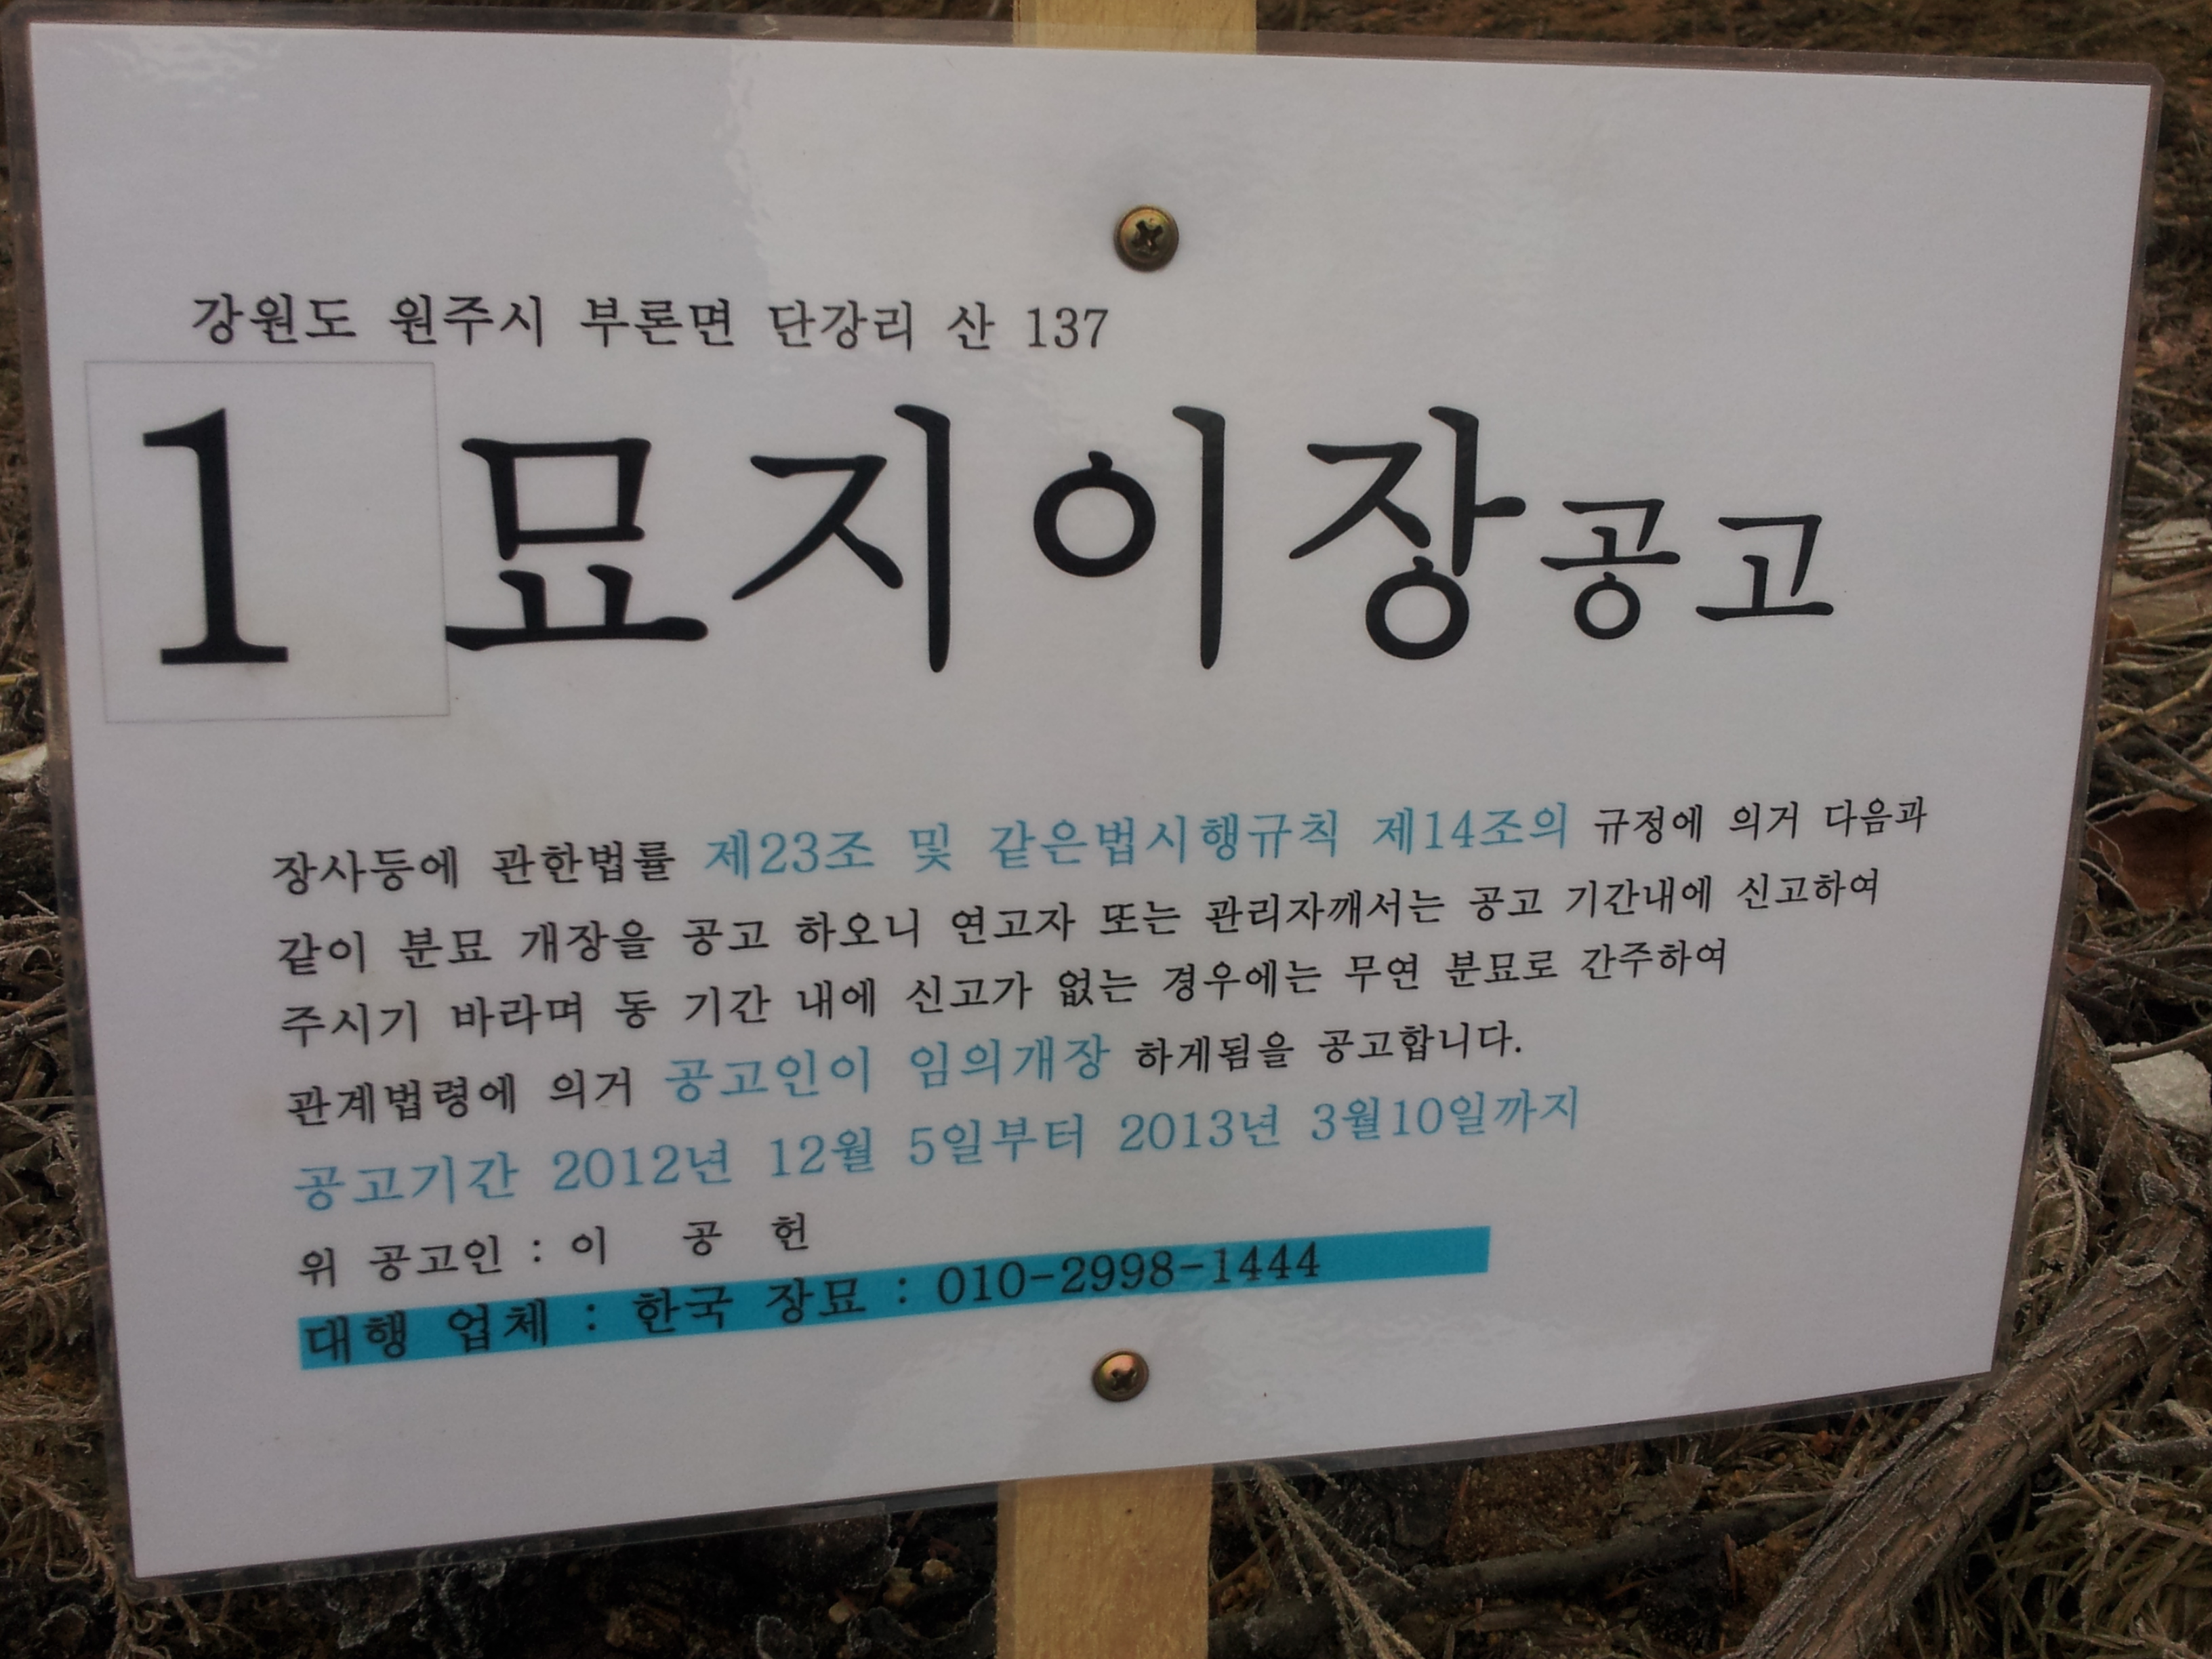 강원도 원주시 부론면 단강리 산 137
1 묘지이장공고
장사등에 관한법률 제23조 및 같은법시행규칙 제14조의 규정에 의거 다음과
같이 분묘 개장을 공고 하오니 연고자 또는 관리자깨서는 공고 기간내에 신고하여
주시기 바라며 동 기간 내에 신고가 없는 경우에는 무연 분묘로 간주하여
관계법령에 의거 공고인이 임의개장 하게됨을 공고합니다.
공고기간 2012년 12월 5일부터 2013년 3월10일까지
위 공고인 : 이 공 헌
대행 업체 : 한국 장묘 : 010-2998-1444